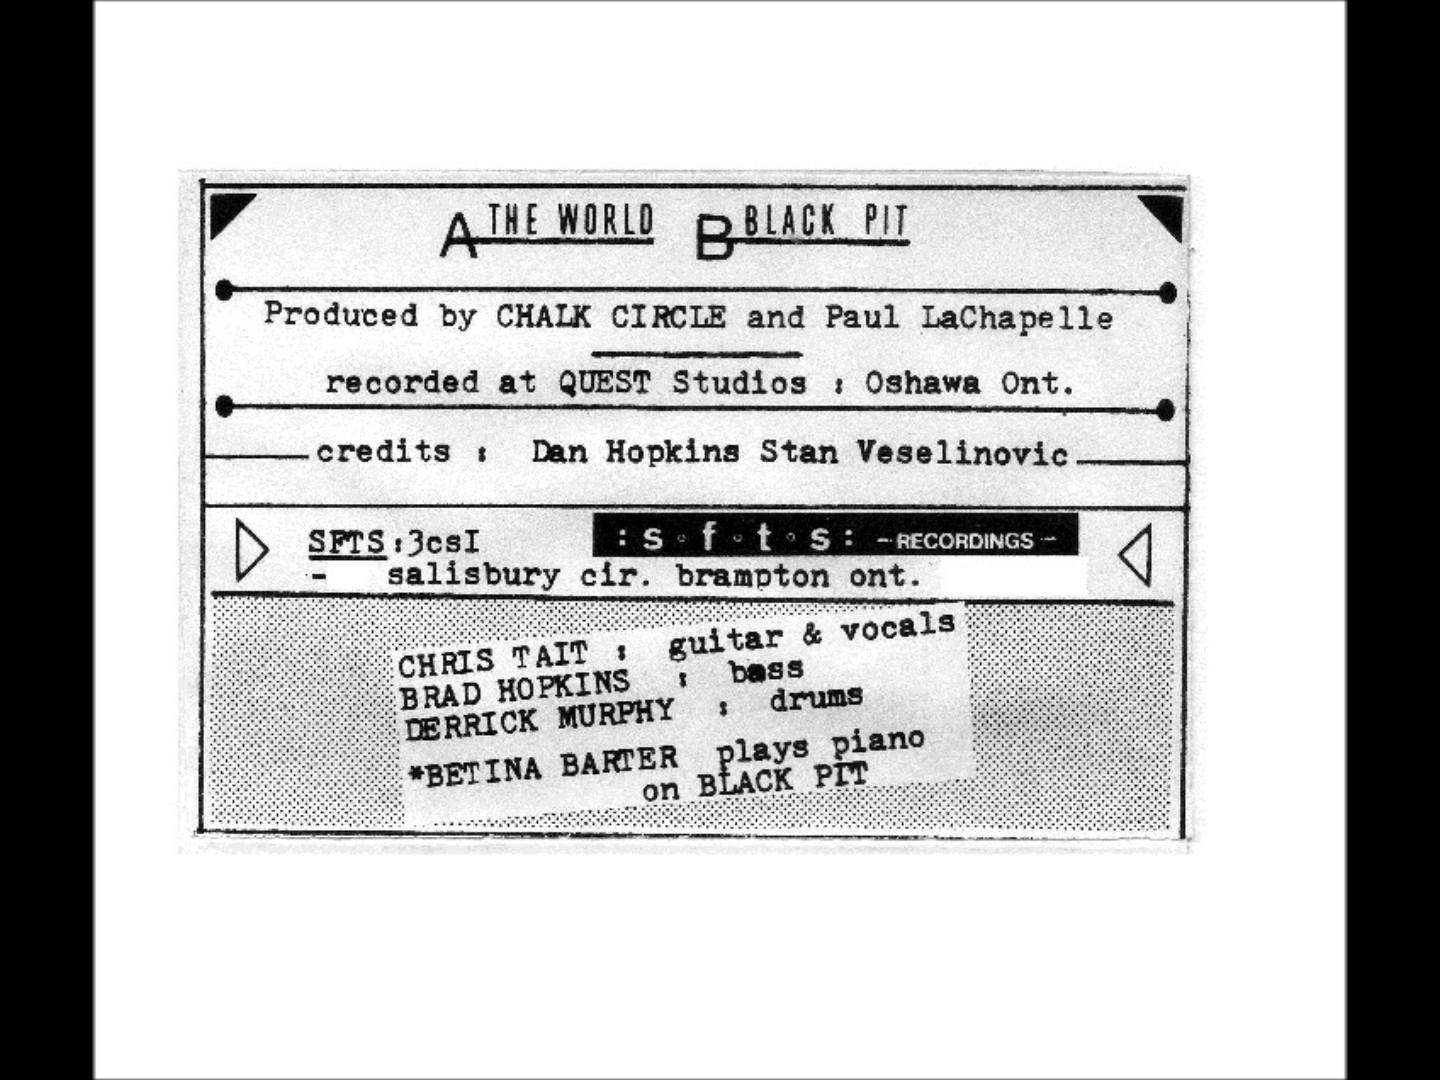 A THE WORLD B BLACK PIT
Produced by CHALK CIRCLE and Paul LaChapelle
recorded at QUEST Studios : Oshawa Ont.
credits : Dan Hopkins Stan Veselinovic
SFTS:3csI :s·f·t·s: -RECORDINGS-
- salisbury cir. brampton ont.
CHRIS TAIT : guitar & vocals
BRAD HOPKINS : bass
DERRICK MURPHY : drums
*BETINA BARTER plays piano
on BLACK PIT